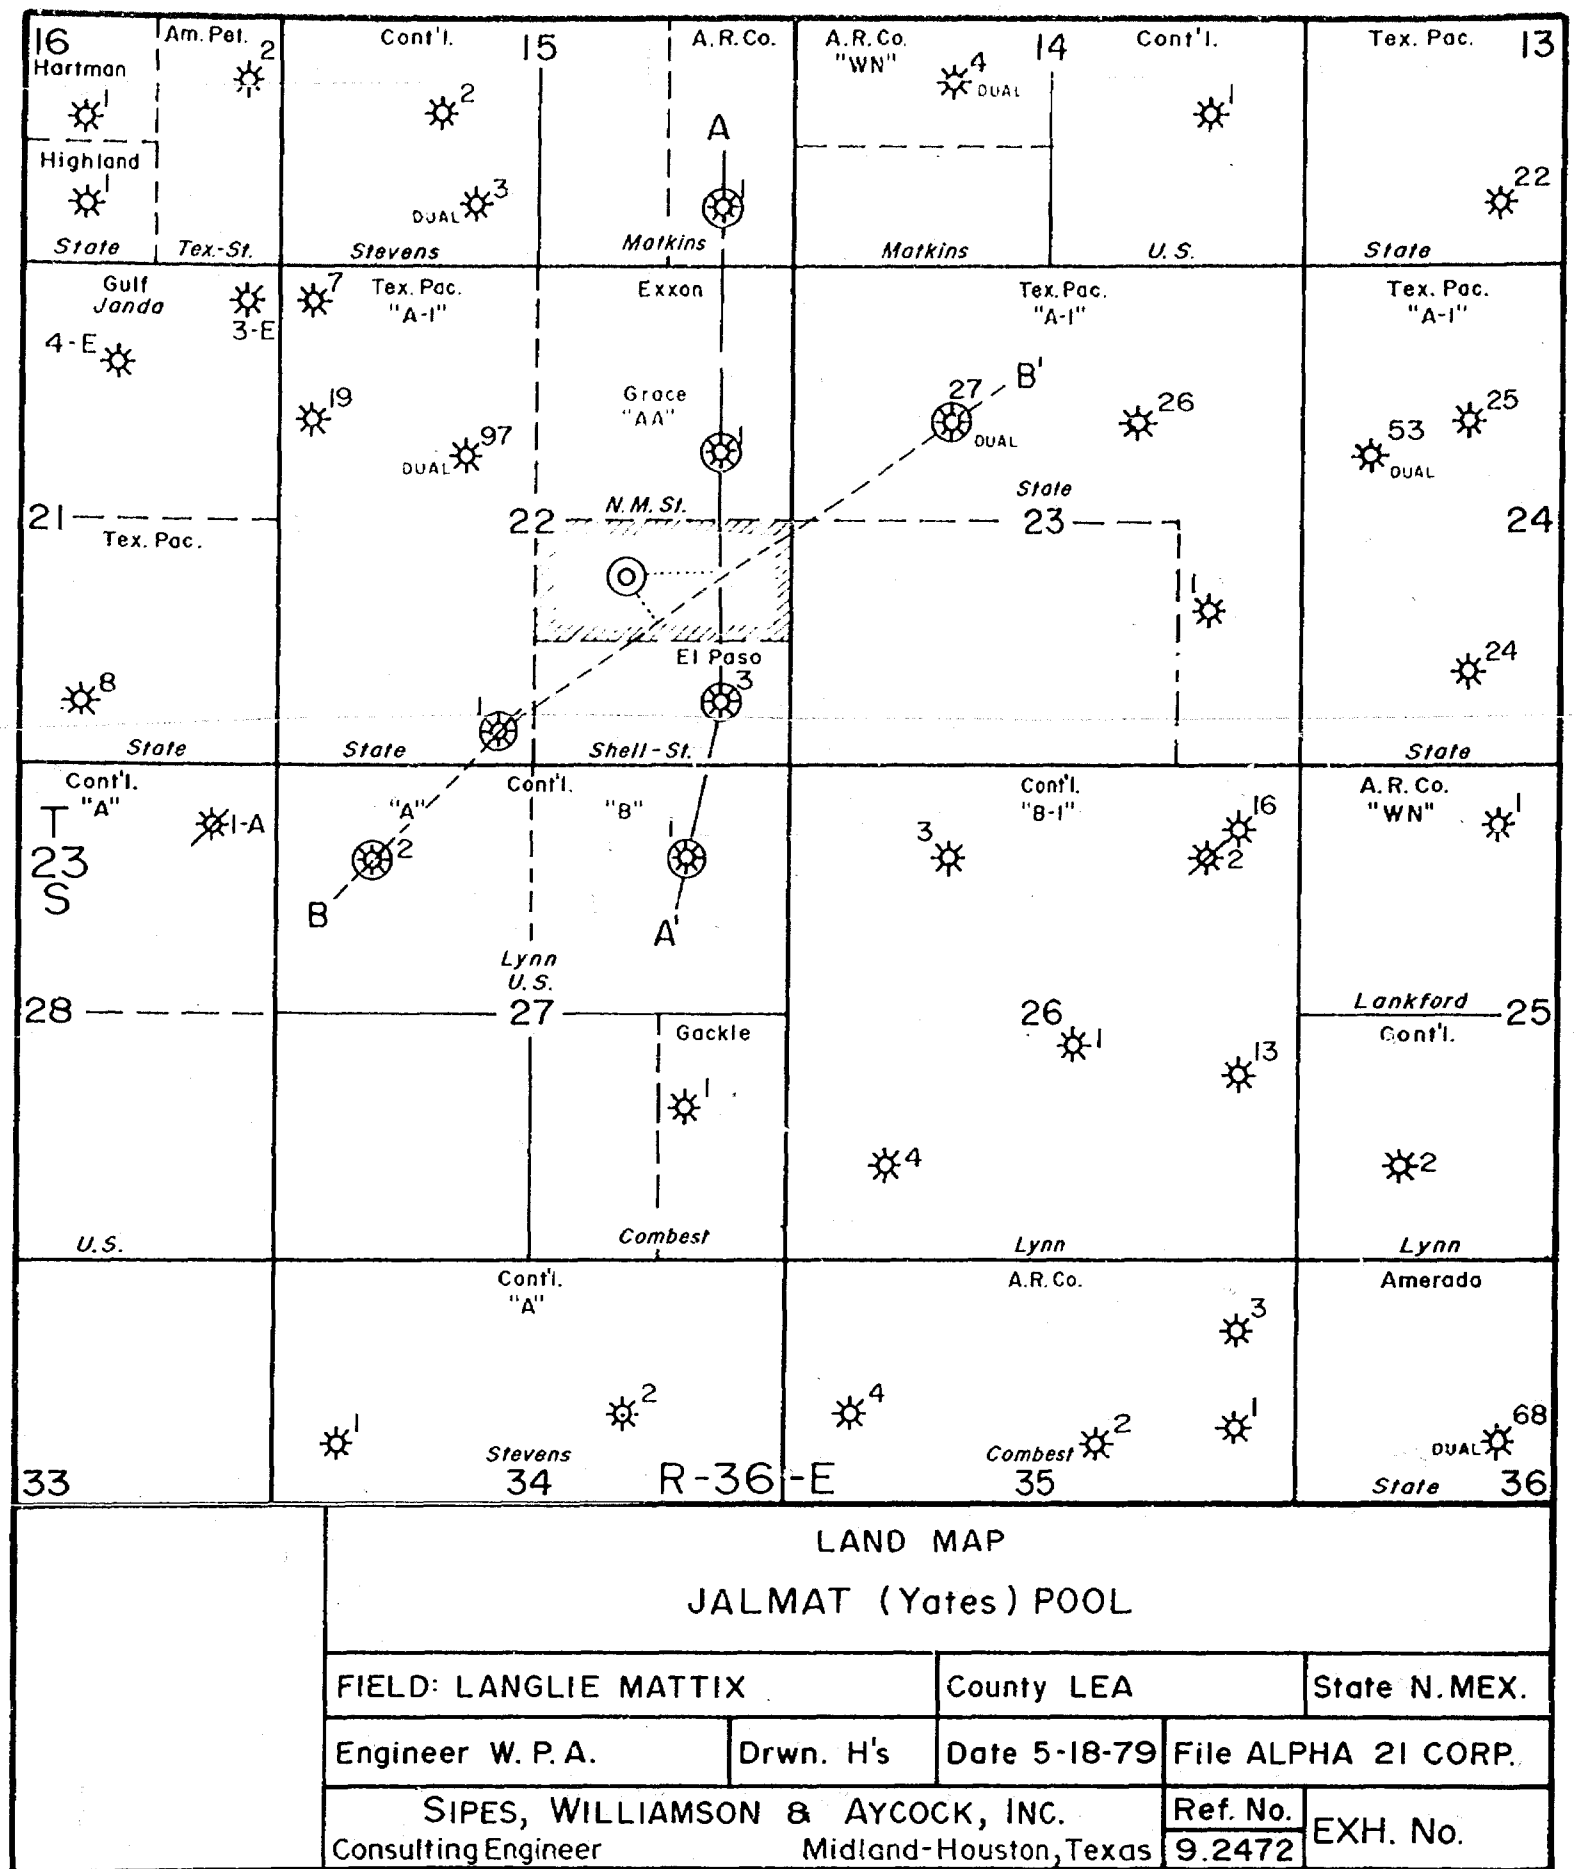 16
Hartman
1
Highland
1
State
Am. Pet.
2
Tex.-St.
Cont'l.
2
DUAL 3
Stevens
15
A.R.Co.
A
1
Matkins
A.R.Co.
"WN"
4
DUAL
Matkins
14
Cont'l.
1
U.S.
Tex. Pac.
13
22
State
Gulf
Janda
3-E
4-E
21
Tex. Pac.
8
State
7
Tex. Pac.
"A-1"
19
DUAL 97
22
1
State
Exxon
Grace
"AA"
1
N.M. St.
El Paso
3
Shell-St.
Tex. Pac.
"A-1"
B'
27
DUAL
26
State
23
1
Tex. Pac.
"A-1"
25
53
DUAL
24
24
State
Cont'l.
"A"
1-A
T
23
S
28
U.S.
Cont'l.
"A"
2
B
"B"
1
A'
Lynn
U.S.
27
Gackle
1
Combest
Cont'l.
"B-1"
3
16
2
26
1
13
4
Lynn
A.R.Co.
"WN"
1
Lankford
25
Cont'l.
2
Lynn
33
Cont'l.
"A"
1
2
Stevens
34
R-36-E
A.R.Co.
3
4
2
1
Combest
35
Amerada
68
DUAL
State
36
LAND MAP
JALMAT (Yates) POOL
FIELD: LANGLIE MATTIX
County LEA
State N. MEX.
Engineer W. P. A.
Drwn. H's
Date 5-18-79
File ALPHA 21 CORP.
SIPES, WILLIAMSON & AYCOCK, INC.
Consulting Engineer
Midland-Houston, Texas
Ref. No.
9.2472
EXH. No.